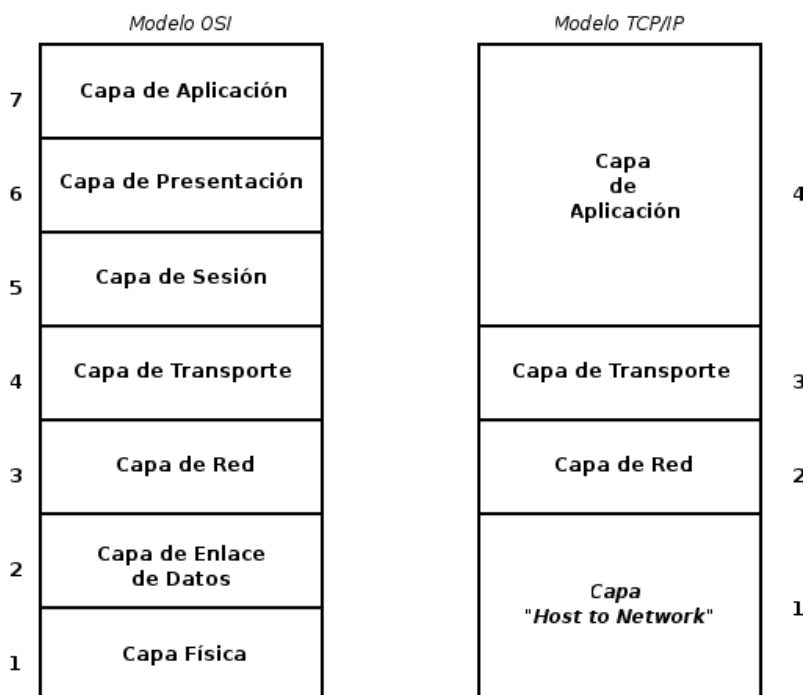 Modelo OSI
7
Capa de Aplicación
6
Capa de Presentación
5
Capa de Sesión
4
Capa de Transporte
3
Capa de Red
2
Capa de Enlace
de Datos
1
Capa Física
Modelo TCP/IP
Capa
de
Aplicación
4
Capa de Transporte
3
Capa de Red
2
Capa
"Host to Network"
1